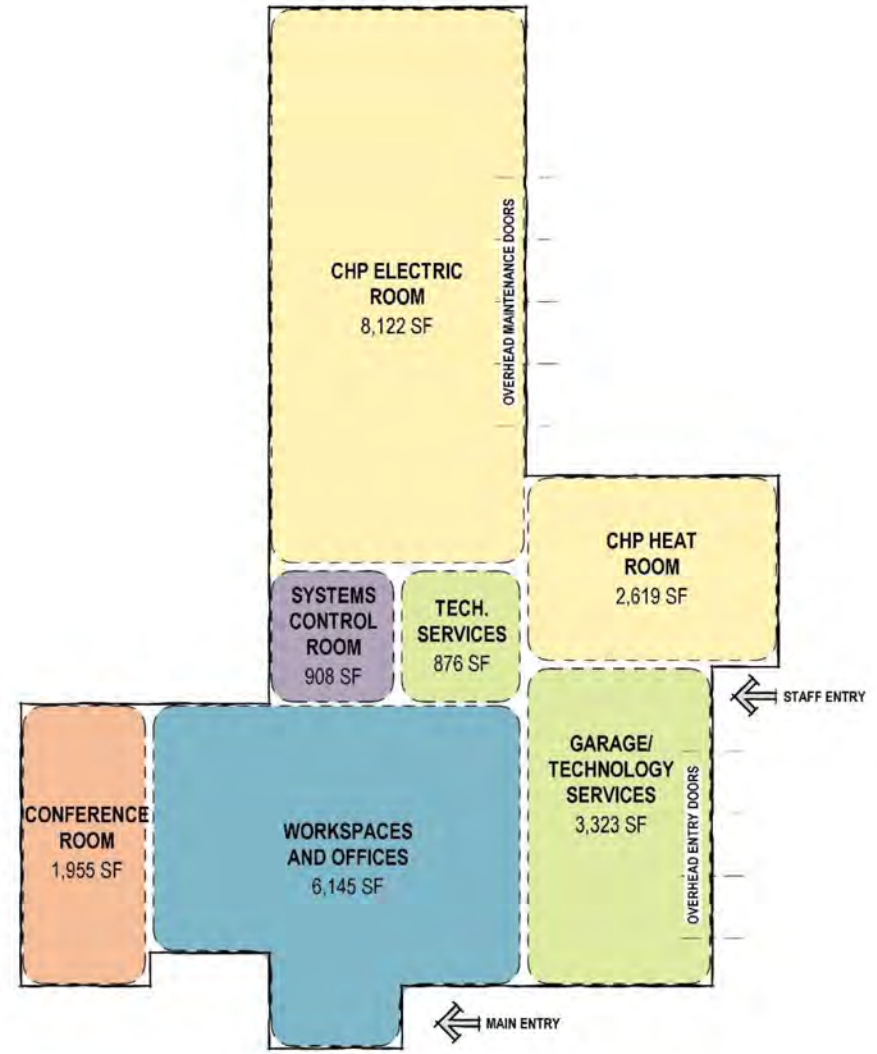 CHP ELECTRIC
ROOM
8,122 SF
OVERHEAD MAINTENANCE DOORS
CHP HEAT
ROOM
2,619 SF
SYSTEMS
CONTROL
ROOM
908 SF
TECH.
SERVICES
876 SF
STAFF ENTRY
GARAGE/
TECHNOLOGY
SERVICES
3,323 SF
OVERHEAD ENTRY DOORS
CONFERENCE
ROOM
1,955 SF
WORKSPACES
AND OFFICES
6,145 SF
MAIN ENTRY